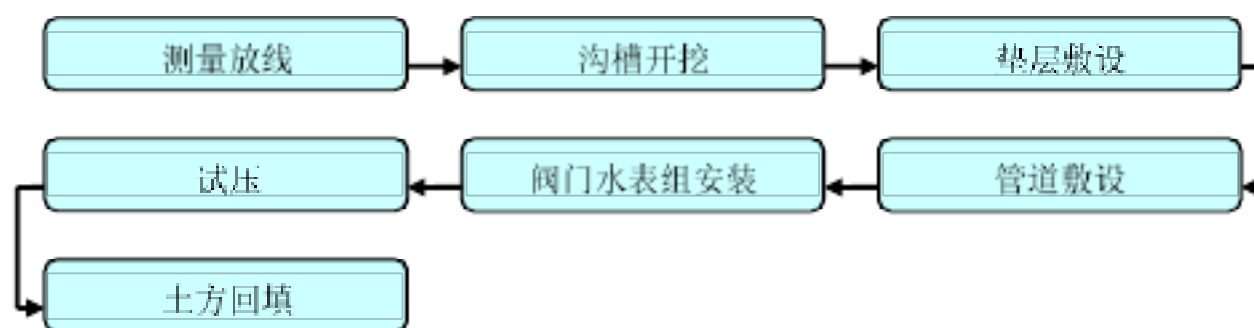 测量放线
沟槽开挖
垫层敷设
管道敷设
阀门水表组安装
试压
土方回填